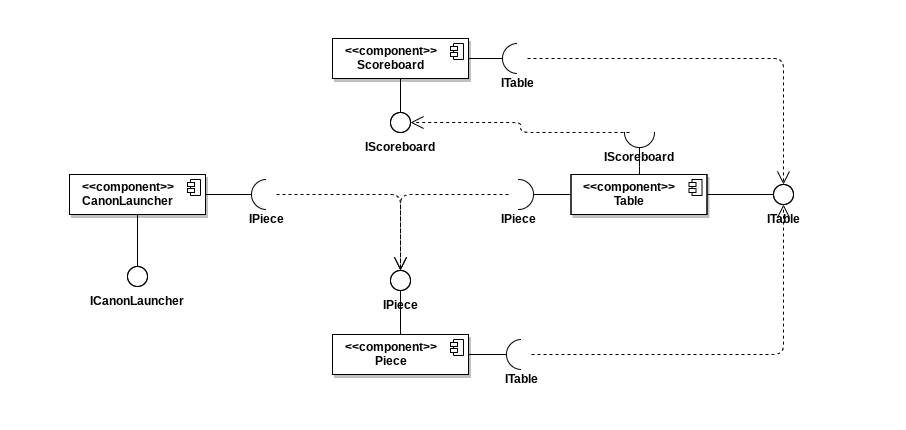 <<component>>
Scoreboard
ITable
IScoreboard
IScoreboard
<<component>>
CanonLauncher
IPiece
IPiece
<<component>>
Table
ITable
ICanonLauncher
IPiece
<<component>>
Piece
ITable